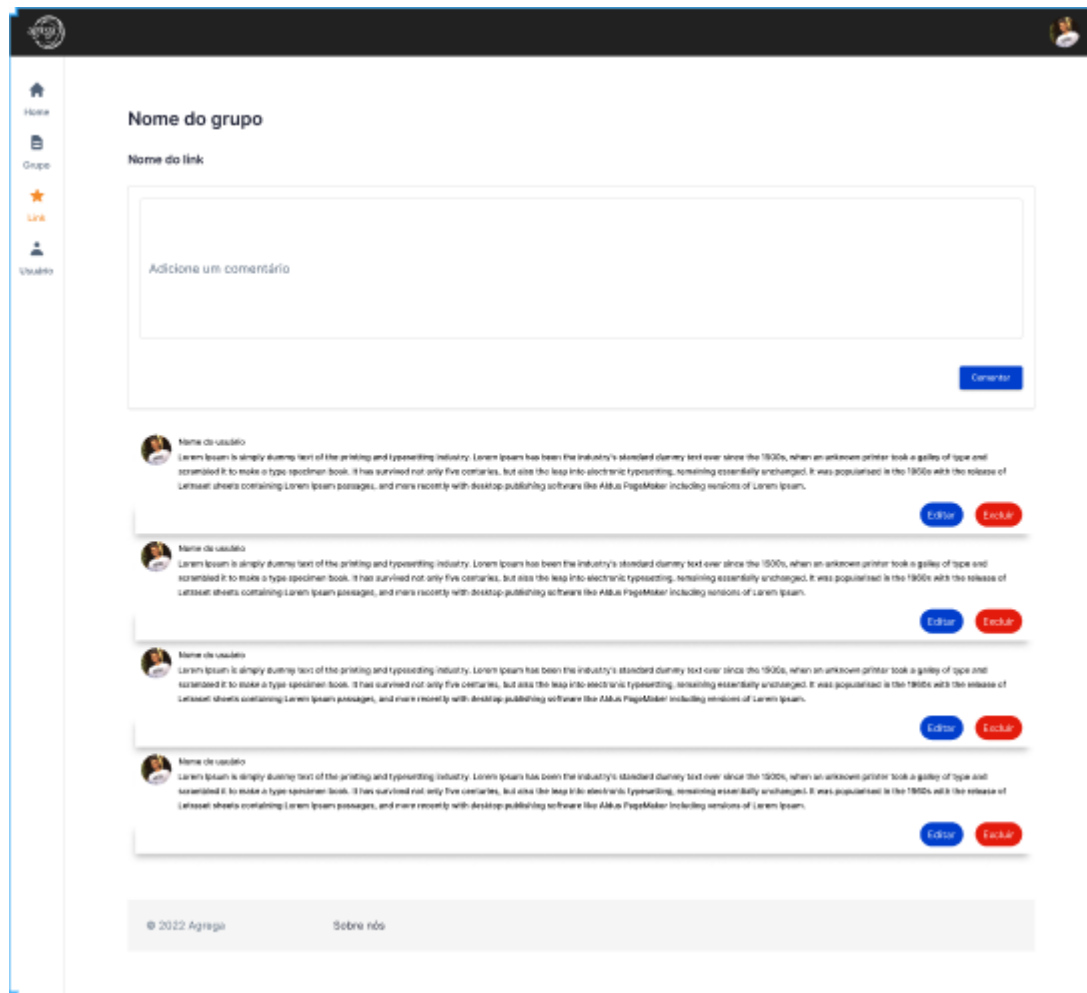 agrega
Home
Grupo
Link
Usuário
Nome do grupo
Nome do link
Adicione um comentário
Comentar
Nome do usuário
Lorem Ipsum is simply dummy text of the printing and typesetting industry. Lorem Ipsum has been the industry's standard dummy text ever since the 1500s, when an unknown printer took a galley of type and
scrambled it to make a type specimen book. It has survived not only five centuries, but also the leap into electronic typesetting, remaining essentially unchanged. It was popularised in the 1960s with the release of
Letraset sheets containing Lorem Ipsum passages, and more recently with desktop publishing software like Aldus PageMaker including versions of Lorem Ipsum.
Editar Excluir
Nome do usuário
Lorem Ipsum is simply dummy text of the printing and typesetting industry. Lorem Ipsum has been the industry's standard dummy text ever since the 1500s, when an unknown printer took a galley of type and
scrambled it to make a type specimen book. It has survived not only five centuries, but also the leap into electronic typesetting, remaining essentially unchanged. It was popularised in the 1960s with the release of
Letraset sheets containing Lorem Ipsum passages, and more recently with desktop publishing software like Aldus PageMaker including versions of Lorem Ipsum.
Editar Excluir
Nome do usuário
Lorem Ipsum is simply dummy text of the printing and typesetting industry. Lorem Ipsum has been the industry's standard dummy text ever since the 1500s, when an unknown printer took a galley of type and
scrambled it to make a type specimen book. It has survived not only five centuries, but also the leap into electronic typesetting, remaining essentially unchanged. It was popularised in the 1960s with the release of
Letraset sheets containing Lorem Ipsum passages, and more recently with desktop publishing software like Aldus PageMaker including versions of Lorem Ipsum.
Editar Excluir
Nome do usuário
Lorem Ipsum is simply dummy text of the printing and typesetting industry. Lorem Ipsum has been the industry's standard dummy text ever since the 1500s, when an unknown printer took a galley of type and
scrambled it to make a type specimen book. It has survived not only five centuries, but also the leap into electronic typesetting, remaining essentially unchanged. It was popularised in the 1960s with the release of
Letraset sheets containing Lorem Ipsum passages, and more recently with desktop publishing software like Aldus PageMaker including versions of Lorem Ipsum.
Editar Excluir
© 2022 Agrega Sobre nós